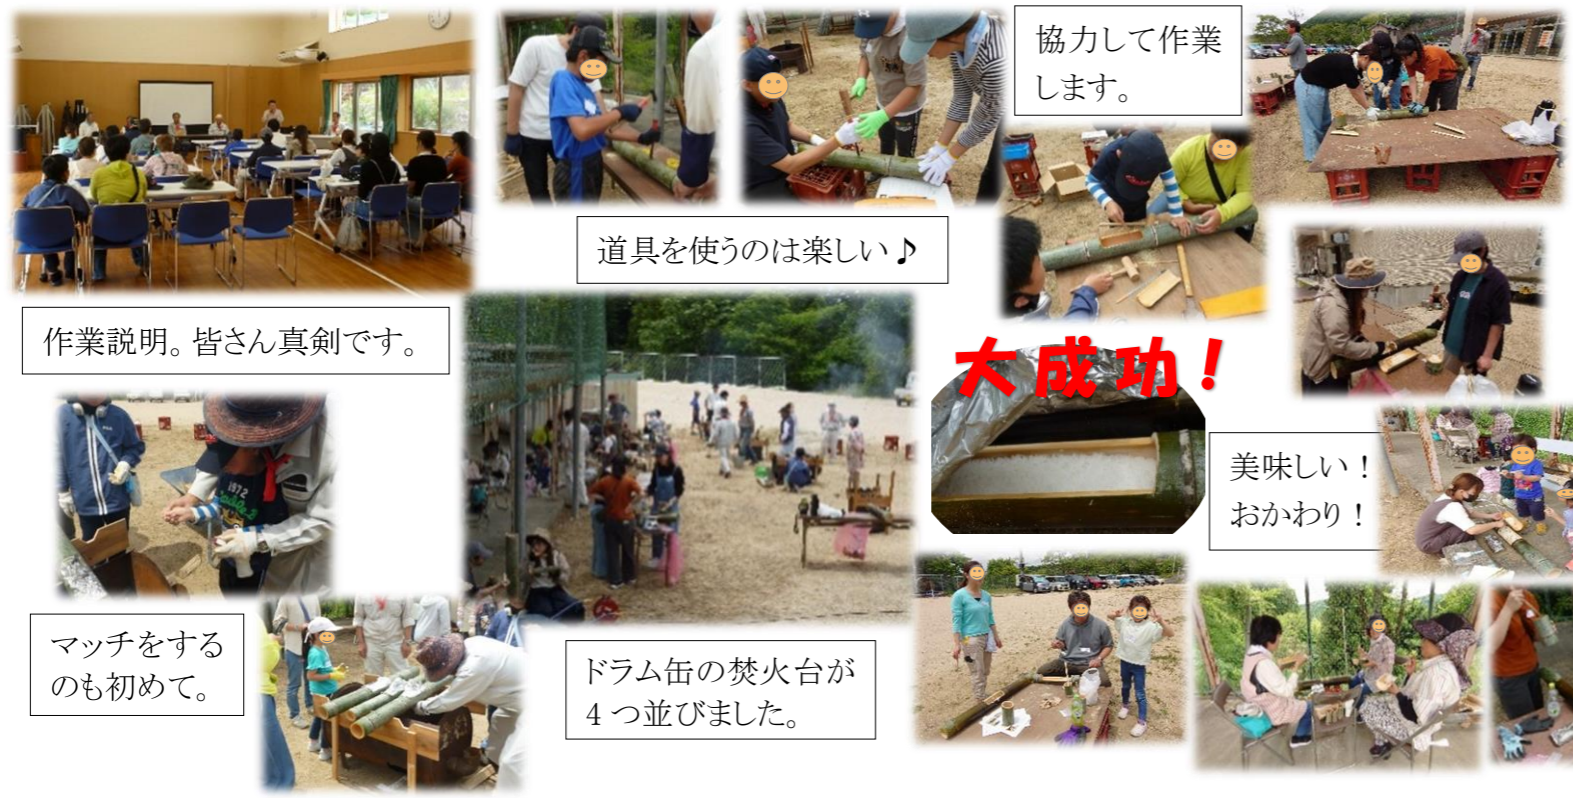 協力して作業
します。
道具を使うのは楽しい♪
作業説明。皆さん真剣です。
大成功！
美味しい！
おかわり！
マッチをする
のも初めて。
ドラム缶の焚火台が
４つ並びました。
1972